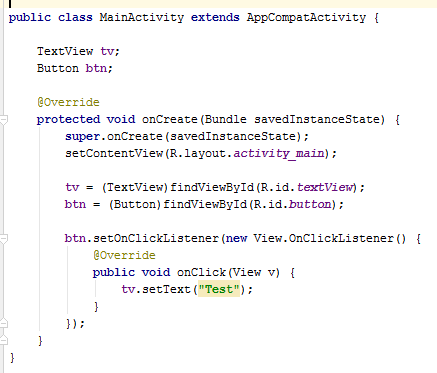 public class MainActivity extends AppCompatActivity {
TextView tv;
Button btn;
@Override
protected void onCreate(Bundle savedInstanceState) {
super.onCreate(savedInstanceState);
setContentView(R.layout.activity_main);
tv = (TextView)findViewById(R.id.textView);
btn = (Button)findViewById(R.id.button);
btn.setOnClickListener(new View.OnClickListener() {
@Override
public void onClick(View v) {
tv.setText("Test");
}
});
}
}